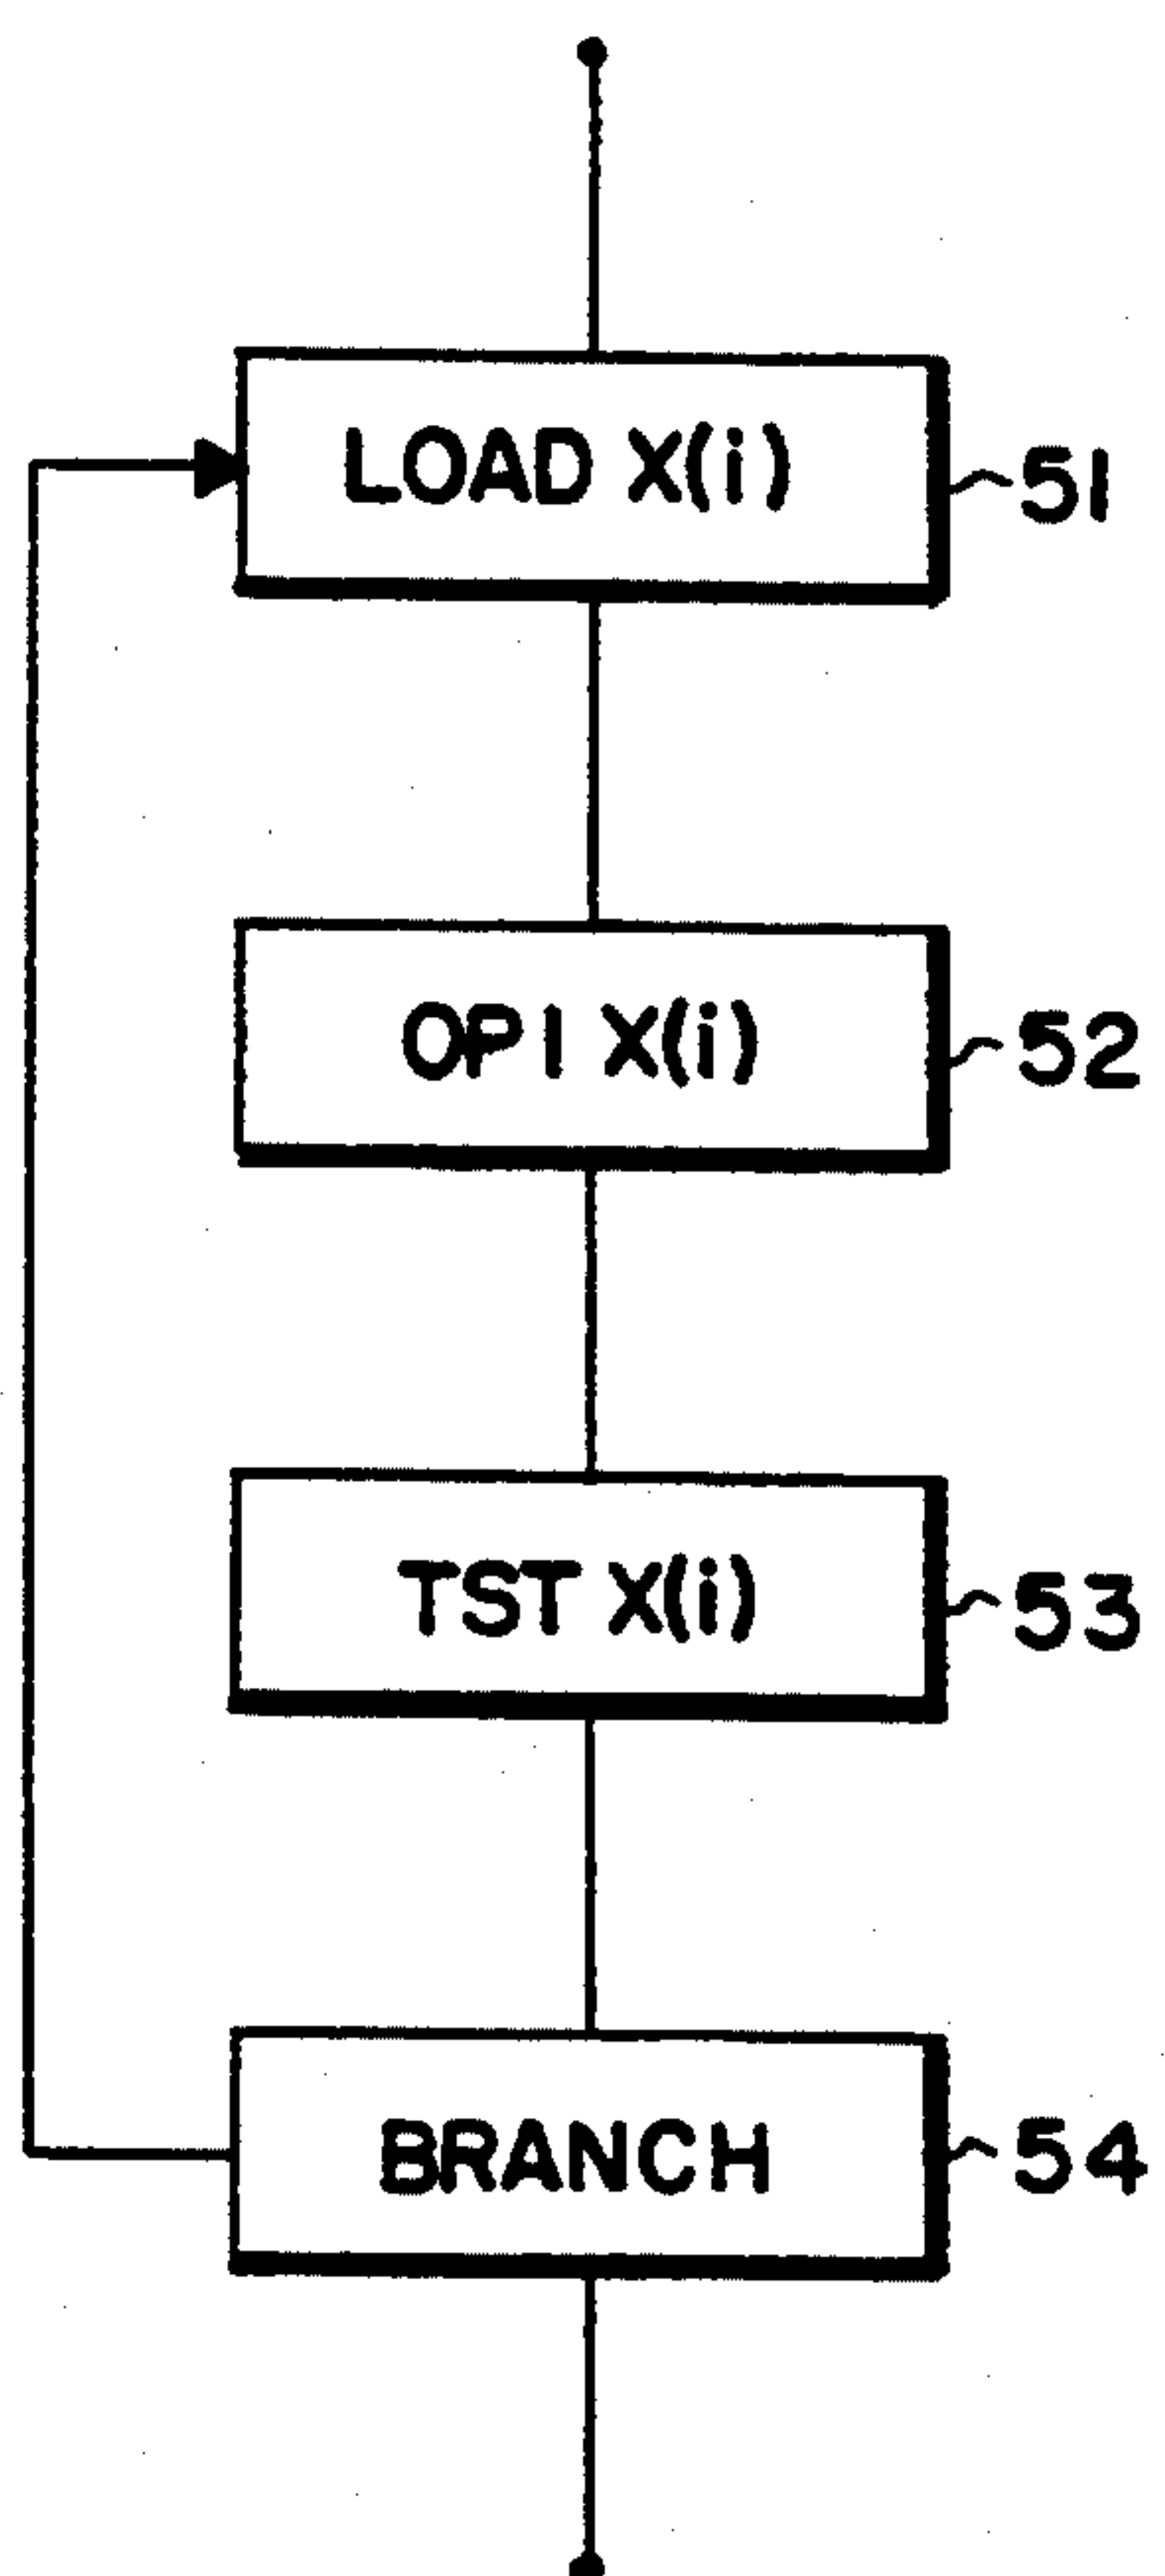 LOAD X(i)
51
OP1 X(i)
52
TST X(i)
53
BRANCH
54